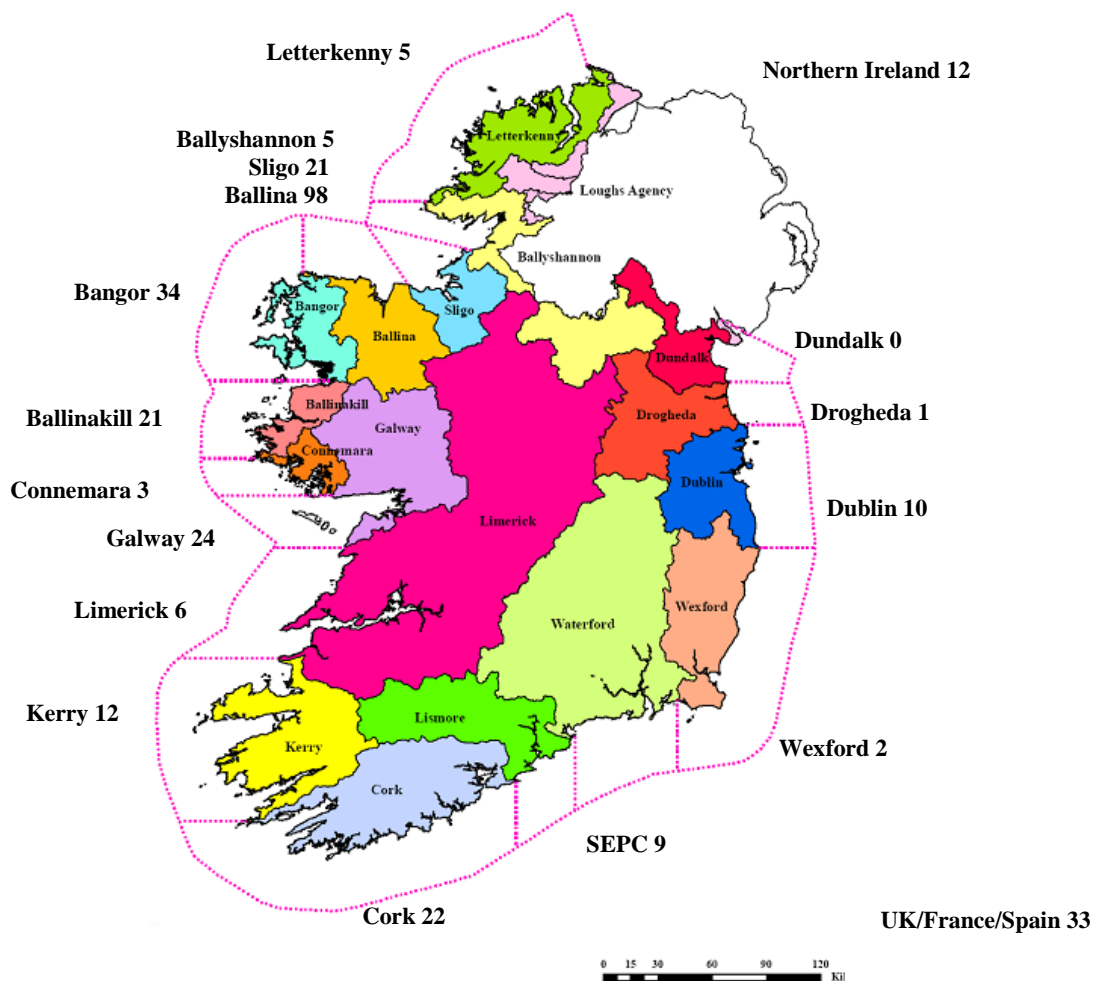 Letterkenny 5
Northern Ireland 12
Letterkenny
Ballyshannon 5
Sligo 21
Ballina 98
Loughs Agency
Ballyshannon
Bangor 34
Bangor
Sligo
Ballina
Dundalk 0
Dundalk
Ballinakill 21
Ballinakill
Galway
Drogheda
Drogheda 1
Connemara
Connemara 3
Dublin
Dublin 10
Galway 24
Limerick
Limerick 6
Wexford
Waterford
Kerry 12
Lismore
Kerry
Wexford 2
Cork
SEPC 9
Cork 22
UK/France/Spain 33
0 15 30 60 90 120
Kil